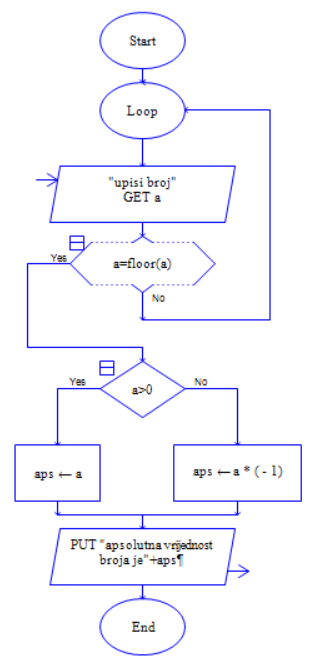 Start
Loop
"upisi broj"
GET a
Yes
a=floor(a)
No
Yes
a>0
No
aps ← a
aps ← a * ( - 1)
PUT "apsolutna vrijednost
broja je"+aps¶
End